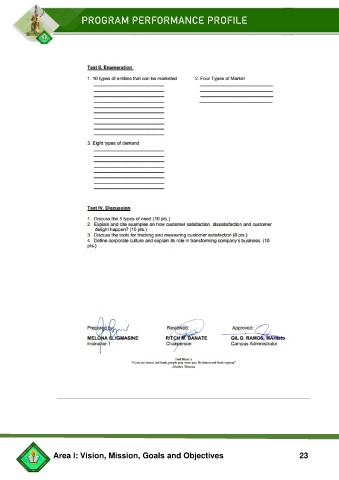 PROGRAM PERFORMANCE PROFILE
Test II. Enumeration
1. 10 types of entities that can be marketed
2. Four Types of Market
3. Eight types of demand
Test IV. Discussion
1. Discuss the 5 types of need (10 pts.)
2. Explain and cite examples on how customer satisfaction, dissatisfaction and customer
delight happen? (10 pts.)
3. Discuss the tools for tracking and measuring customer satisfaction (8 pts.)
4. Define corporate culture and explain its role in transforming company's business. (10
pts.)
Prepared by:
Reviewed:
Approved:
MELONA O. IGMASINE
RITCH M. BANATE
GIL D. RAMOS, MAHisto
Instructor 1
Chairperson
Campus Administrator
God Bless :)
"If you are honest and frank, people may cheat you. Be honest and frank anyway"
-Mother Theresa
Area I: Vision, Mission, Goals and Objectives
23